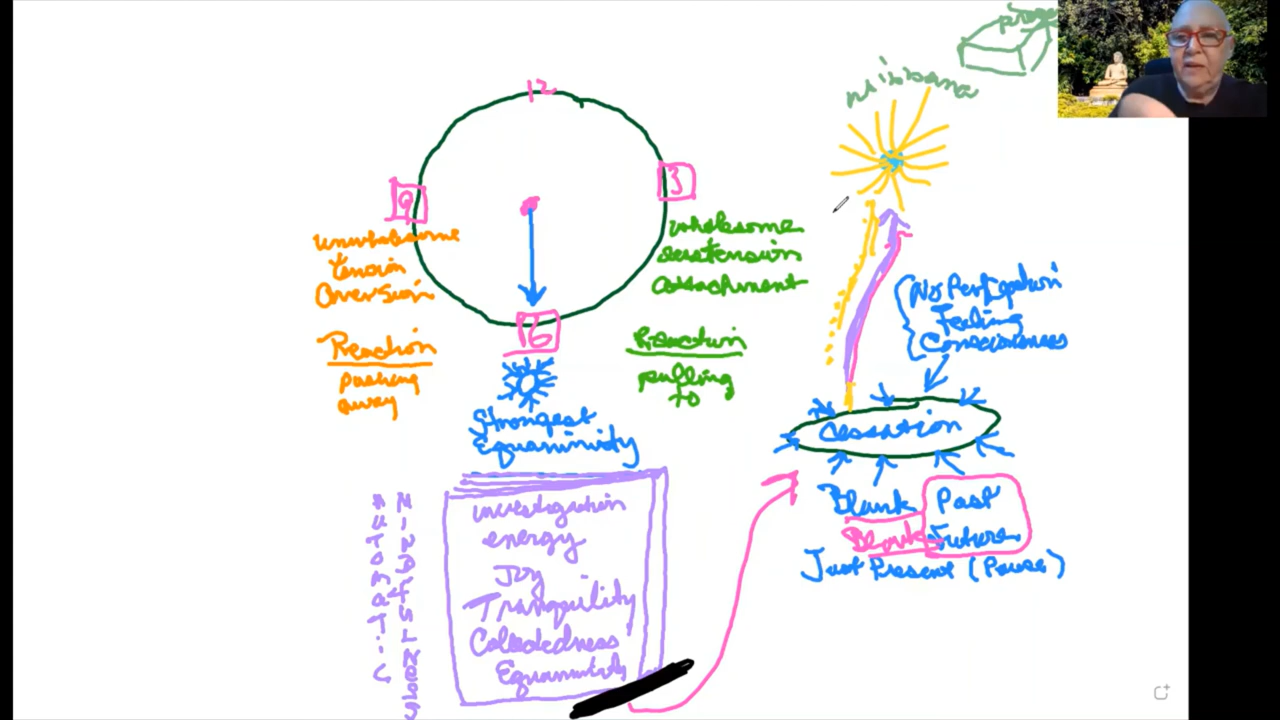 12
9
3
unwholesome
tension
aversion
Reaction
pushing
away
wholesome
attachment
Reaction
pulling
to
6
Strongest
Equanimity
AUTOMATIC
MINDFULNESS
investigation
energy
Joy
Tranquility
Collectedness
Equanimity
nibbana
No Perception
Feeling
Consciousness
cessation
Blank Past
Blank Future
Just Present (Pause)